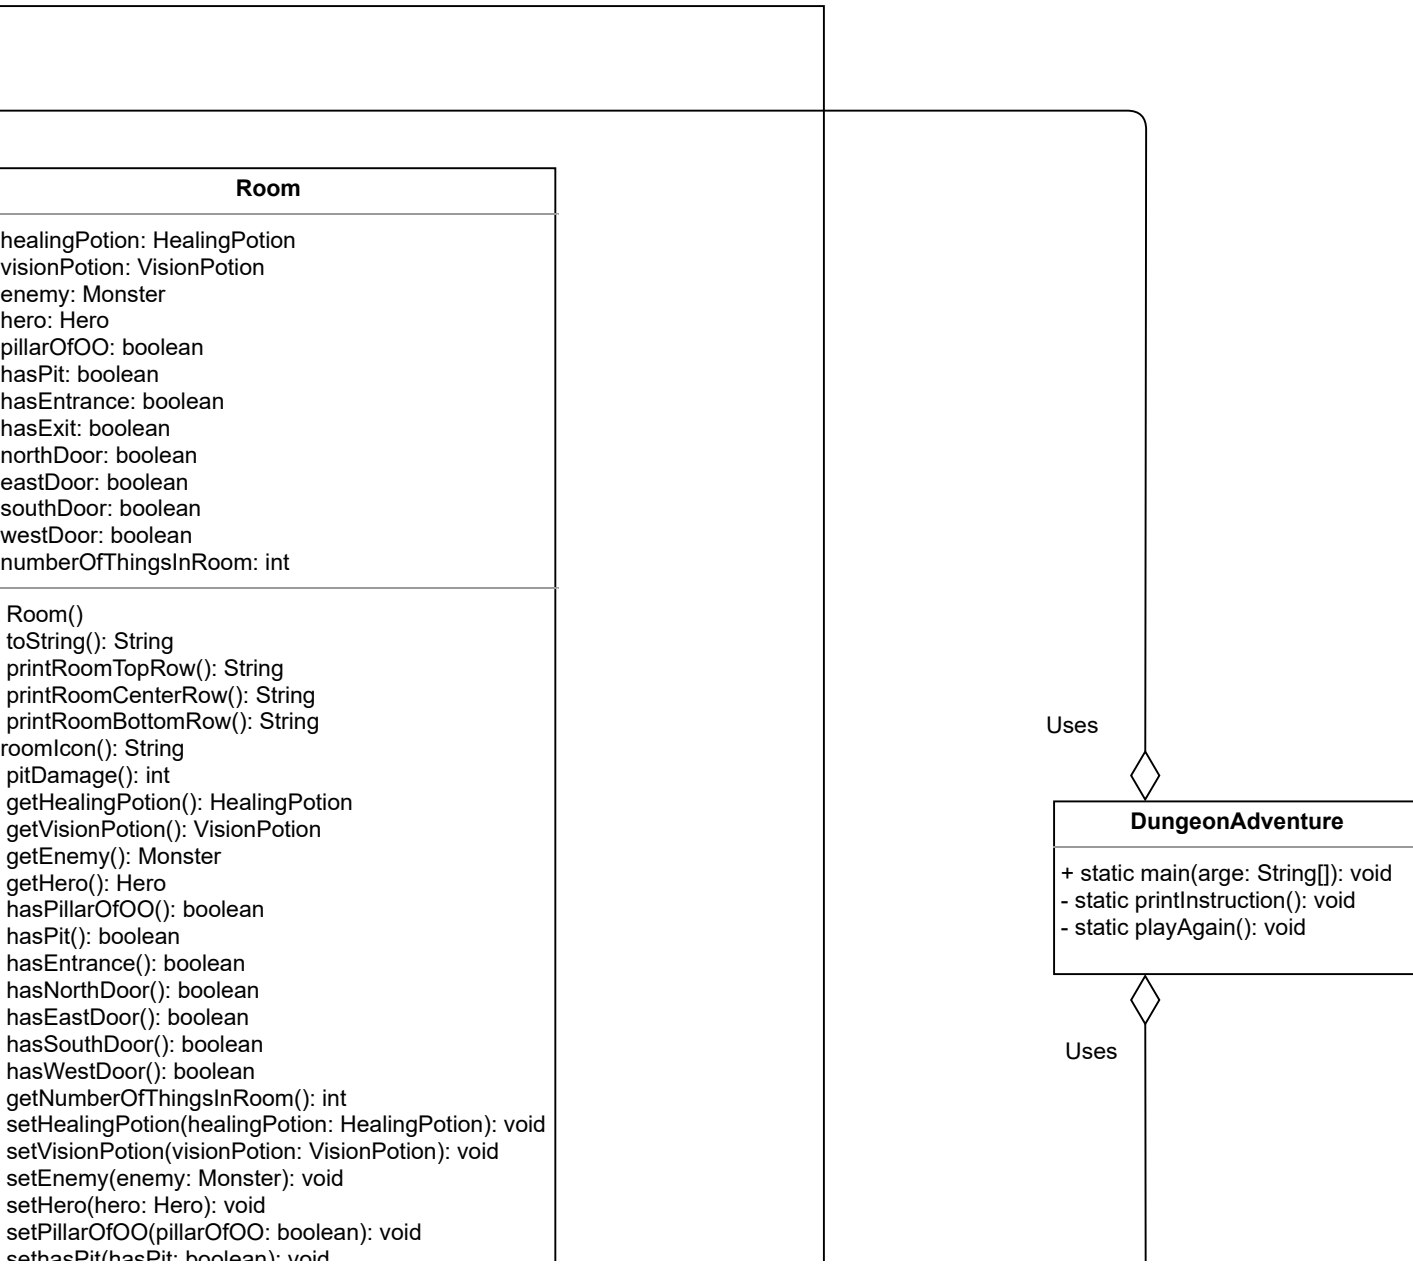 Room
healingPotion: HealingPotion
visionPotion: VisionPotion
enemy: Monster
hero: Hero
pillarOfOO: boolean
hasPit: boolean
hasEntrance: boolean
hasExit: boolean
northDoor: boolean
eastDoor: boolean
southDoor: boolean
westDoor: boolean
numberOfThingsInRoom: int
Room()
toString(): String
printRoomTopRow(): String
printRoomCenterRow(): String
printRoomBottomRow(): String
roomIcon(): String
pitDamage(): int
getHealingPotion(): HealingPotion
getVisionPotion(): VisionPotion
getEnemy(): Monster
getHero(): Hero
hasPillarOfOO(): boolean
hasPit(): boolean
hasEntrance(): boolean
hasNorthDoor(): boolean
hasEastDoor(): boolean
hasSouthDoor(): boolean
hasWestDoor(): boolean
getNumberOfThingsInRoom(): int
setHealingPotion(healingPotion: HealingPotion): void
setVisionPotion(visionPotion: VisionPotion): void
setEnemy(enemy: Monster): void
setHero(hero: Hero): void
setPillarOfOO(pillarOfOO: boolean): void
sethasPit(hasPit: boolean): void
Uses
DungeonAdventure
+ static main(arge: String[]): void
- static printInstruction(): void
- static playAgain(): void
Uses